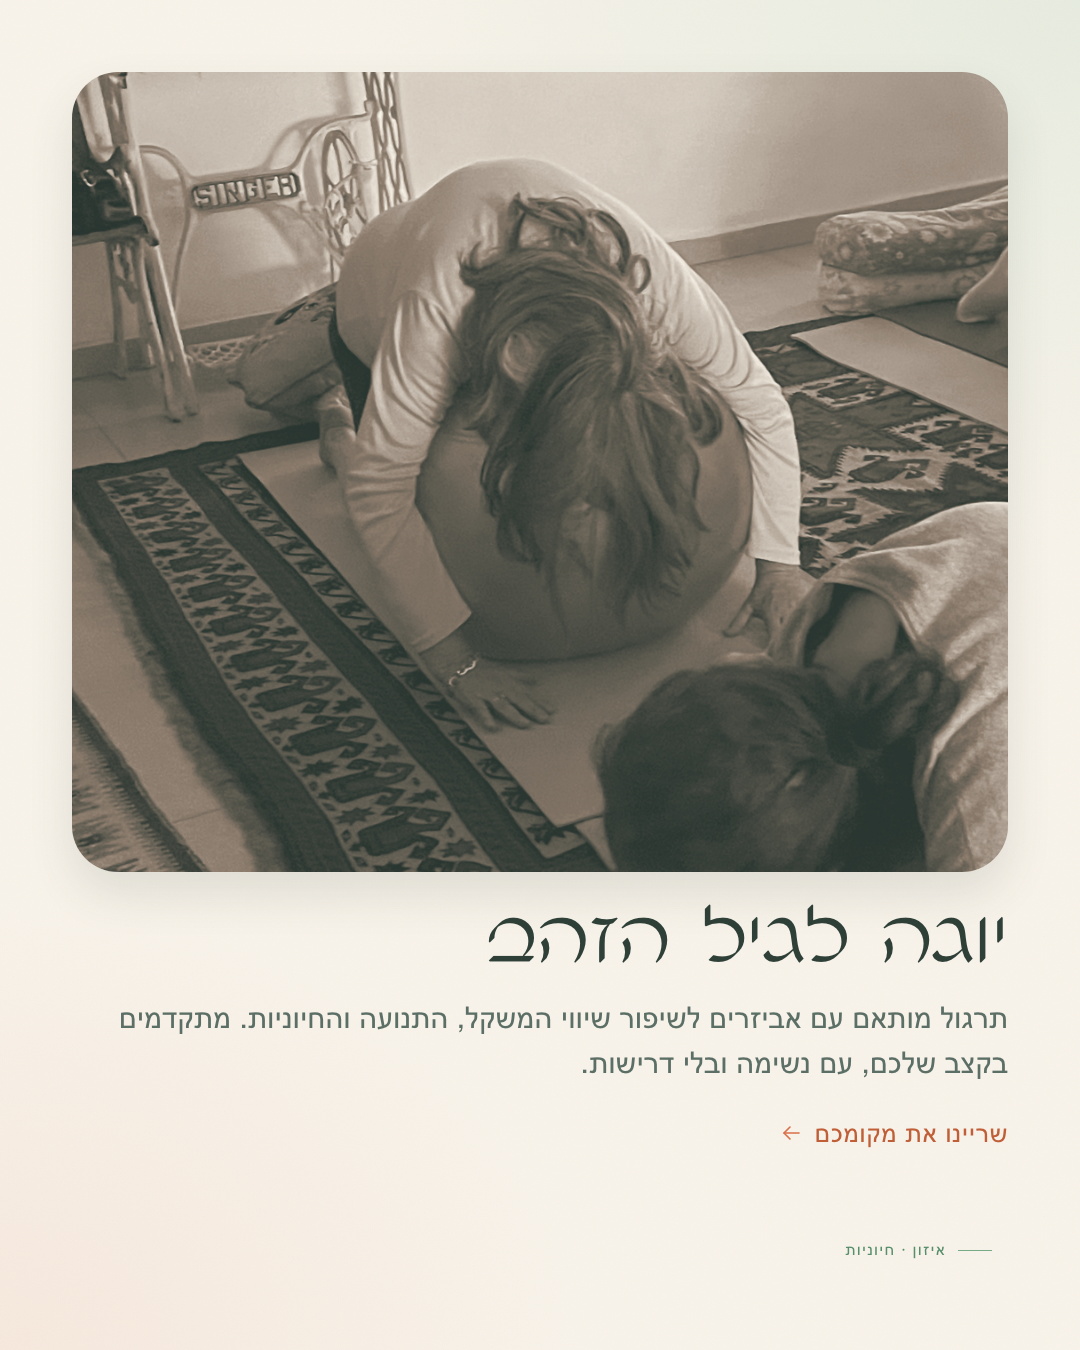 SINGER
יוגה לגיל הזהב
תרגול מותאם עם אביזרים לשיפור שיווי המשקל, התנועה והחיוניות. מתקדמים
בקצב שלכם, עם נשימה ובלי דרישות.
שריינו את מקומכם ←
איזון · חיוניות